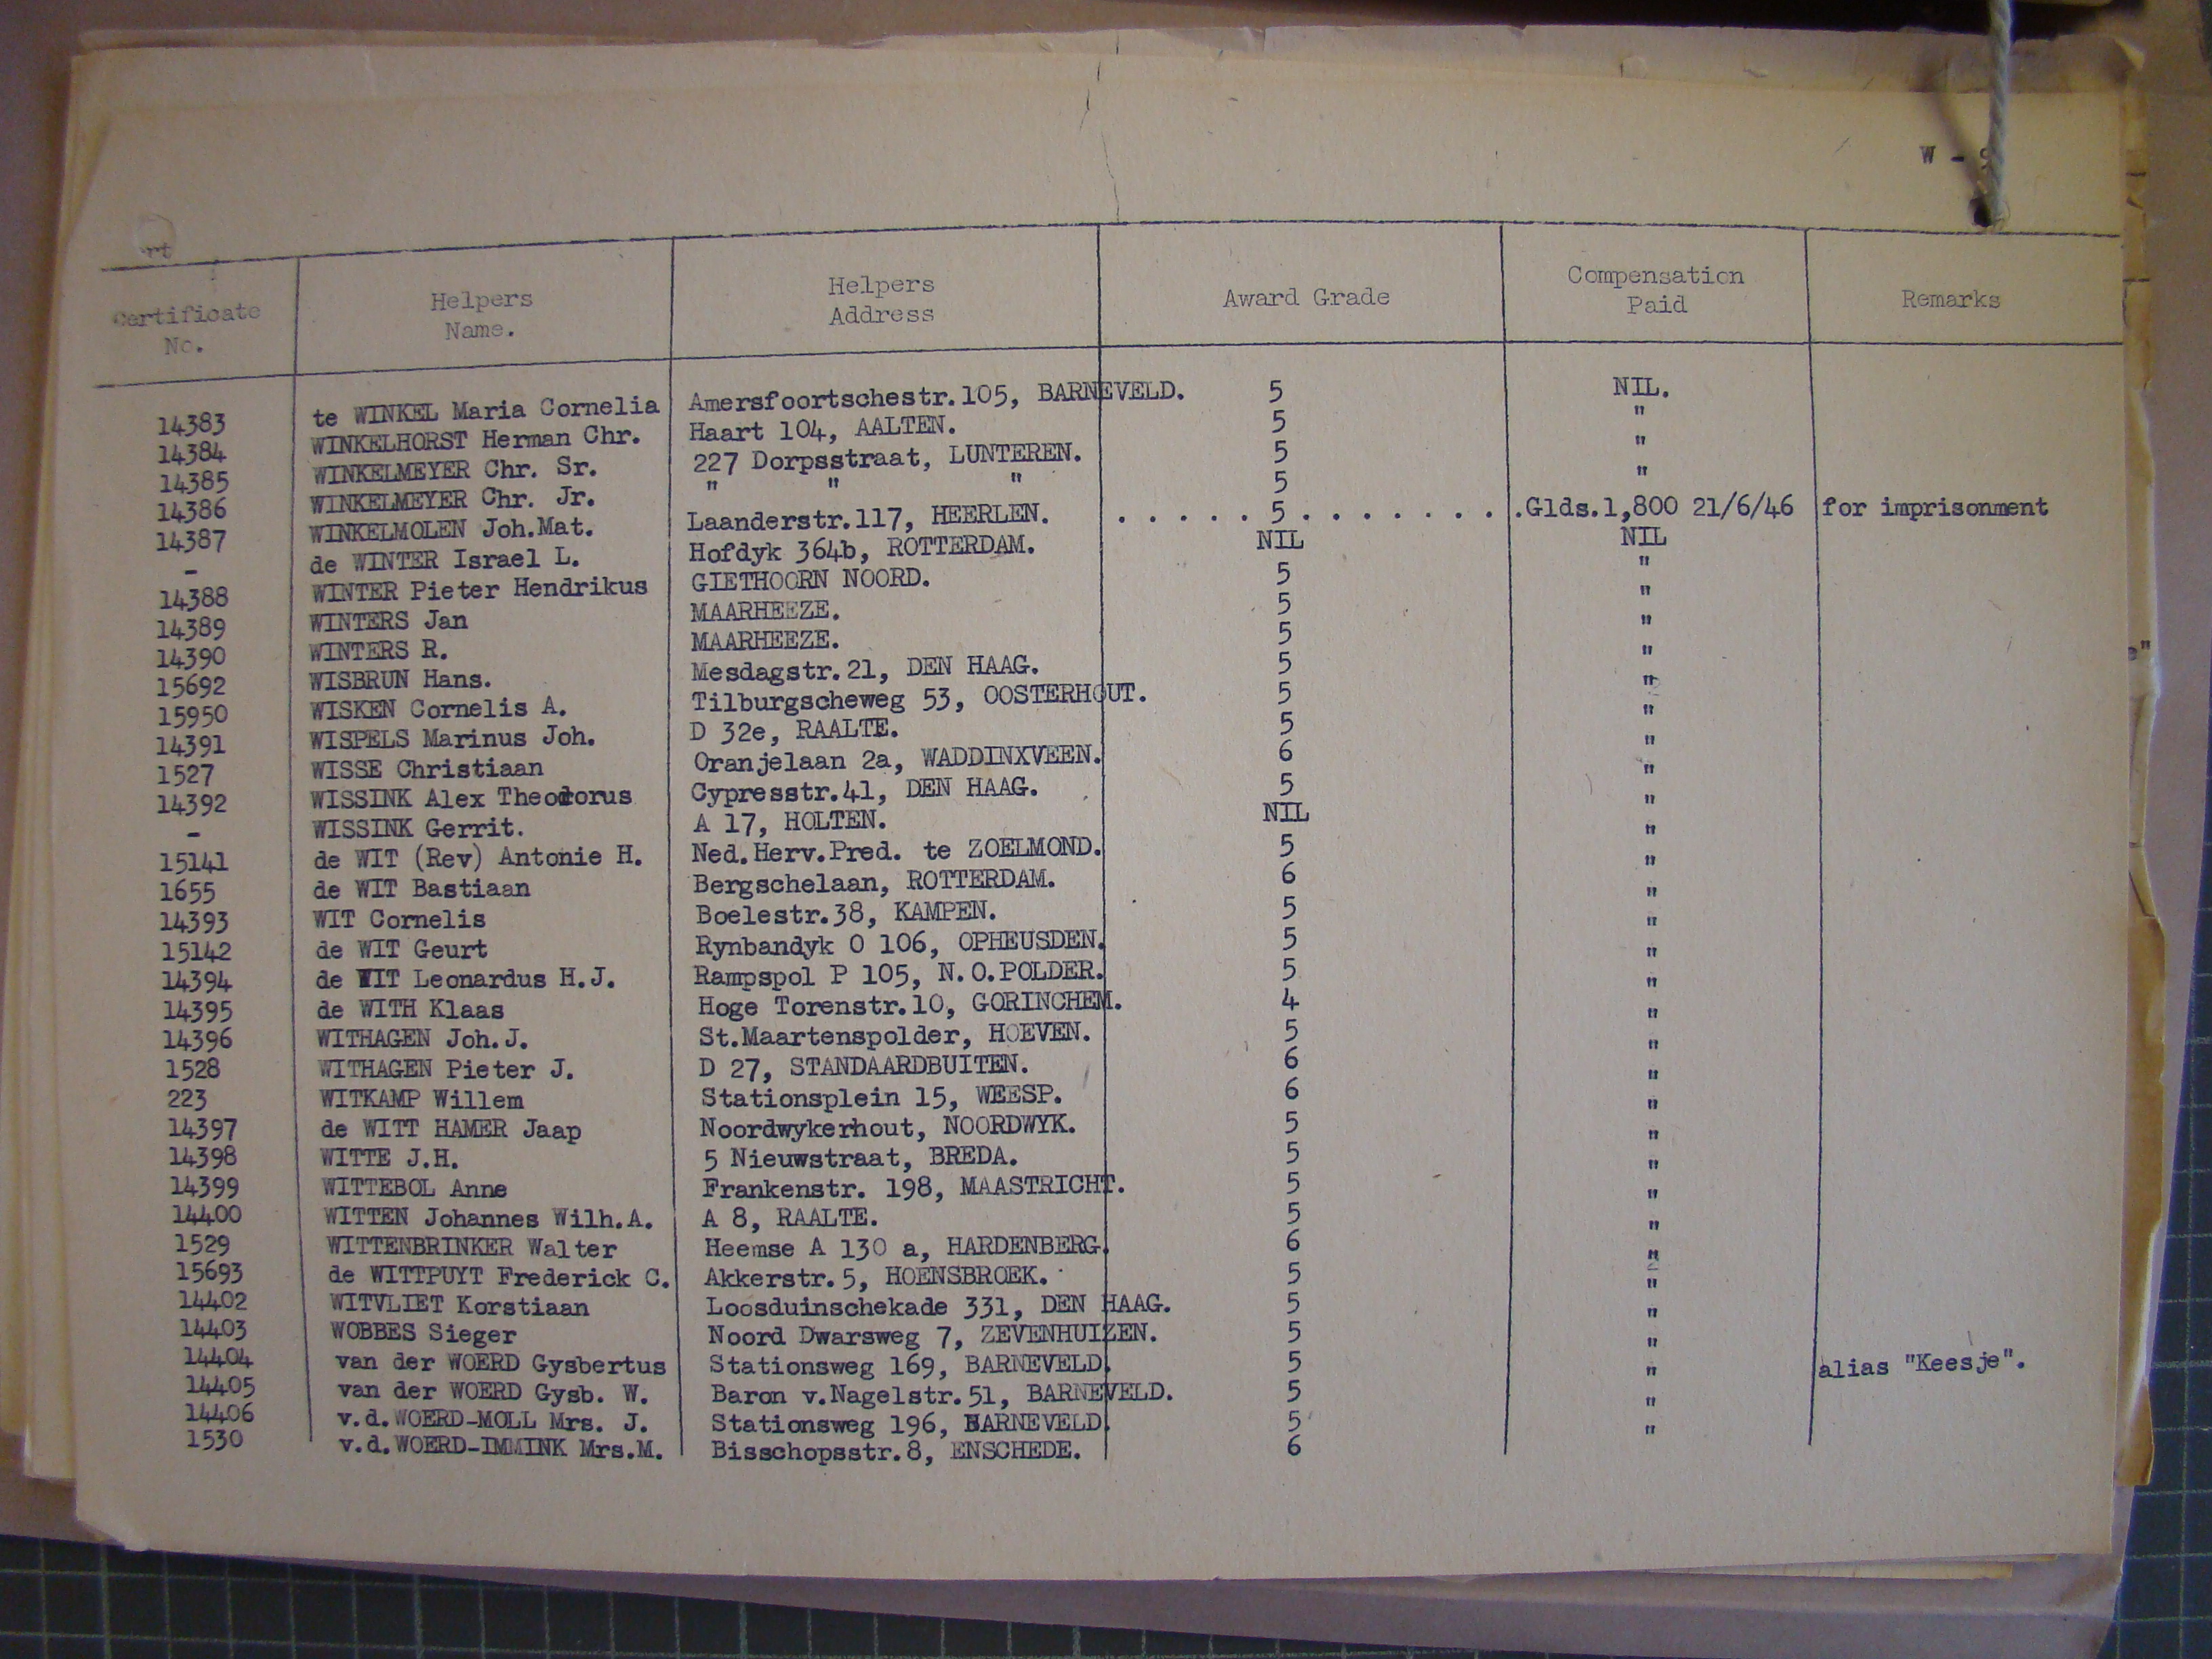 W -
Certificate No. Helpers Name. Helpers Address Award Grade Compensation Paid Remarks
14383 te WINKEL Maria Cornelia Amersfoortschestr.105, BARNEVELD. 5 NIL.
14384 WINKELHORST Herman Chr. Haart 104, AALTEN. 5 "
14385 WINKELMEYER Chr. Sr. 227 Dorpsstraat, LUNTEREN. 5 "
14386 WINKELMEYER Chr. Jr. " " " 5 "
14387 WINKELMOLEN Joh.Mat. Laanderstr.117, HEERLEN. . . . . . 5 . . . . . . . .Glds.1,800 21/6/46 for imprisonment
- de WINTER Israel L. Hofdyk 364b, ROTTERDAM. NIL NIL
14388 WINTER Pieter Hendrikus GIETHOORN NOORD. 5 "
14389 WINTERS Jan MAARHEEZE. 5 "
14390 WINTERS R. MAARHEEZE. 5 "
15692 WISBRUN Hans. Mesdagstr.21, DEN HAAG. 5 "
15950 WISKEN Cornelis A. Tilburgscheweg 53, OOSTERHOUT. 5 "
14391 WISPELS Marinus Joh. D 32e, RAALTE. 5 "
1527 WISSE Christiaan Oranjelaan 2a, WADDINXVEEN. 6 "
14392 WISSINK Alex Theodorus Cypresstr.41, DEN HAAG. 5 "
- WISSINK Gerrit. A 17, HOLTEN. NIL "
15141 de WIT (Rev) Antonie H. Ned.Herv.Pred. te ZOELMOND. 5 "
1655 de WIT Bastiaan Bergschelaan, ROTTERDAM. 6 "
14393 WIT Cornelis Boelestr.38, KAMPEN. 5 "
15142 de WIT Geurt Rynbandyk O 106, OPHEUSDEN. 5 "
14394 de WIT Leonardus H.J. Rampspol P 105, N.O.POLDER. 5 "
14395 de WITH Klaas Hoge Torenstr.10, GORINCHEM. 4 "
14396 WITHAGEN Joh.J. St.Maartenspolder, HOEVEN. 5 "
1528 WITHAGEN Pieter J. D 27, STANDAARDBUITEN. 6 "
223 WITKAMP Willem Stationsplein 15, WEESP. 6 "
14397 de WITT HAMER Jaap Noordwykerhout, NOORDWYK. 5 "
14398 WITTE J.H. 5 Nieuwstraat, BREDA. 5 "
14399 WITTEBOL Anne Frankenstr. 198, MAASTRICHT. 5 "
14400 WITTEN Johannes Wilh.A. A 8, RAALTE. 5 "
1529 WITTENBRINKER Walter Heemse A 130 a, HARDENBERG. 6 "
15693 de WITTPUYT Frederick C. Akkerstr.5, HOENSBROEK. 5 "
14402 WITVLIET Korstiaan Loosduinschekade 331, DEN HAAG. 5 "
14403 WOBBES Sieger Noord Dwarsweg 7, ZEVENHUIZEN. 5 "
14404 van der WOERD Gysbertus Stationsweg 169, BARNEVELD. 5 " alias "Keesje".
14405 van der WOERD Gysb. W. Baron v.Nagelstr.51, BARNEVELD. 5 "
14406 v.d.WOERD-MOLL Mrs. J. Stationsweg 196, BARNEVELD. 5 "
1530 v.d.WOERD-IMMINK Mrs.M. Bisschopsstr.8, ENSCHEDE. 6 "